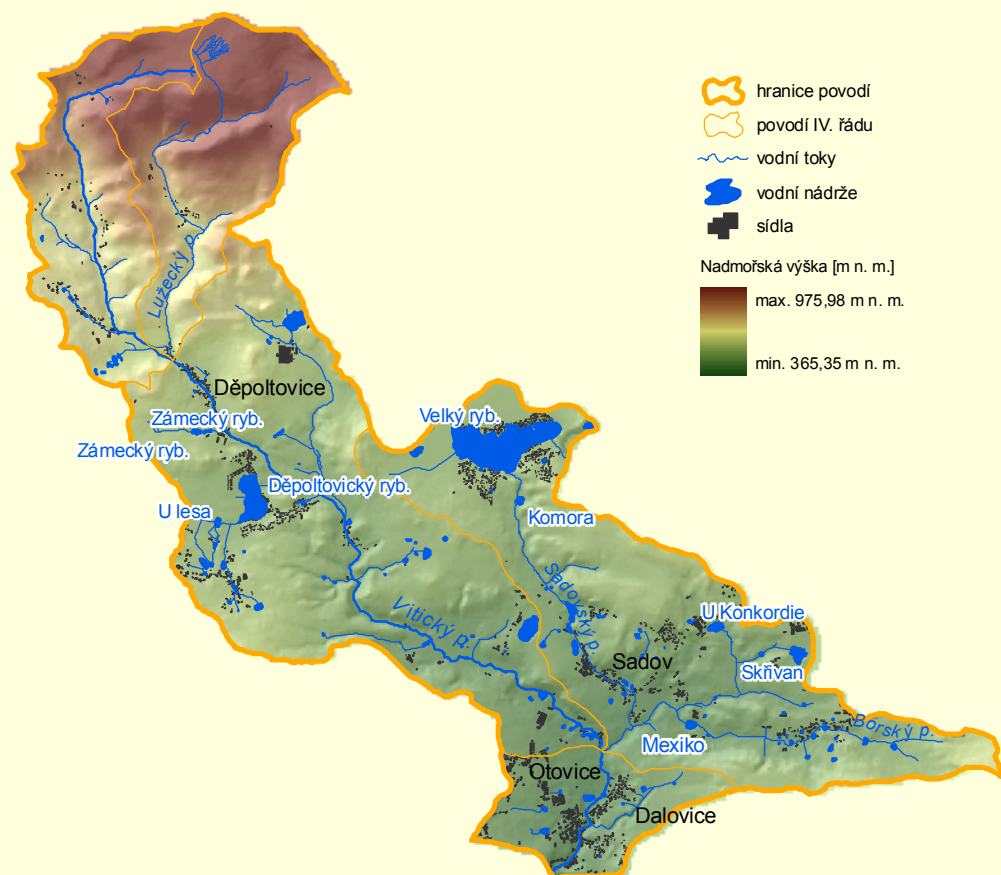 hranice povodí
povodí IV. řádu
vodní toky
vodní nádrže
sídla
Nadmořská výška [m n. m.]
max. 975,98 m n. m.
min. 365,35 m n. m.
Lužecký p.
Děpoltovice
Zámecký ryb.
Velký ryb.
Zámecký ryb.
Děpoltovický ryb.
U lesa
Komora
Sadovský p.
Vitický p.
U Konkordie
Sadov
Skřivan
Bórský p.
Mexiko
Otovice
Dalovice